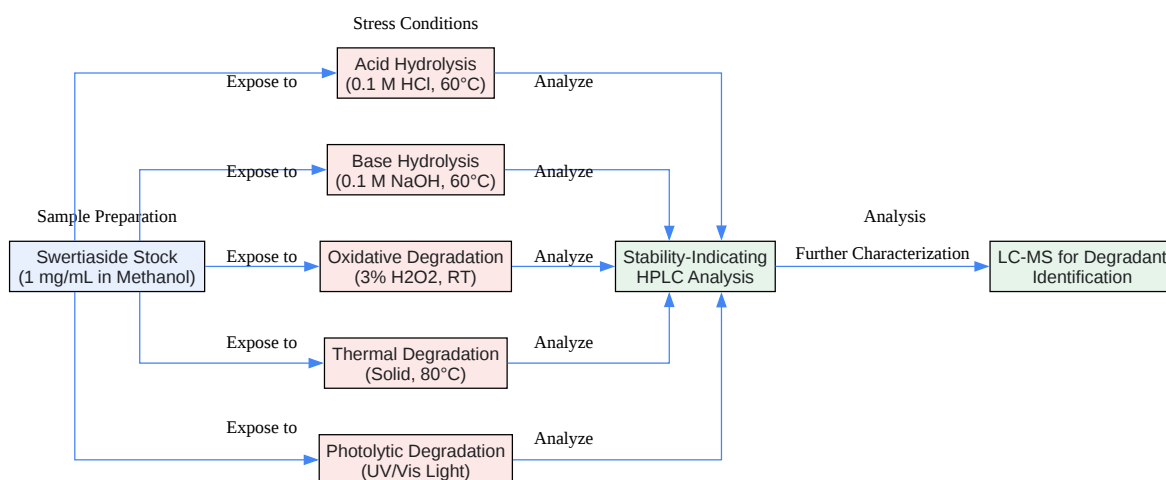 Stress Conditions
Acid Hydrolysis
(0.1 M HCl, 60°C)
Expose to
Analyze
Base Hydrolysis
(0.1 M NaOH, 60°C)
Expose to
Analyze
Sample Preparation
Analysis
Swertiaside Stock
(1 mg/mL in Methanol)
Expose to
Oxidative Degradation
(3% H2O2, RT)
Analyze
Stability-Indicating
HPLC Analysis
Further Characterization
LC-MS for Degradant
Identification
Expose to
Thermal Degradation
(Solid, 80°C)
Analyze
Expose to
Photolytic Degradation
(UV/Vis Light)
Analyze